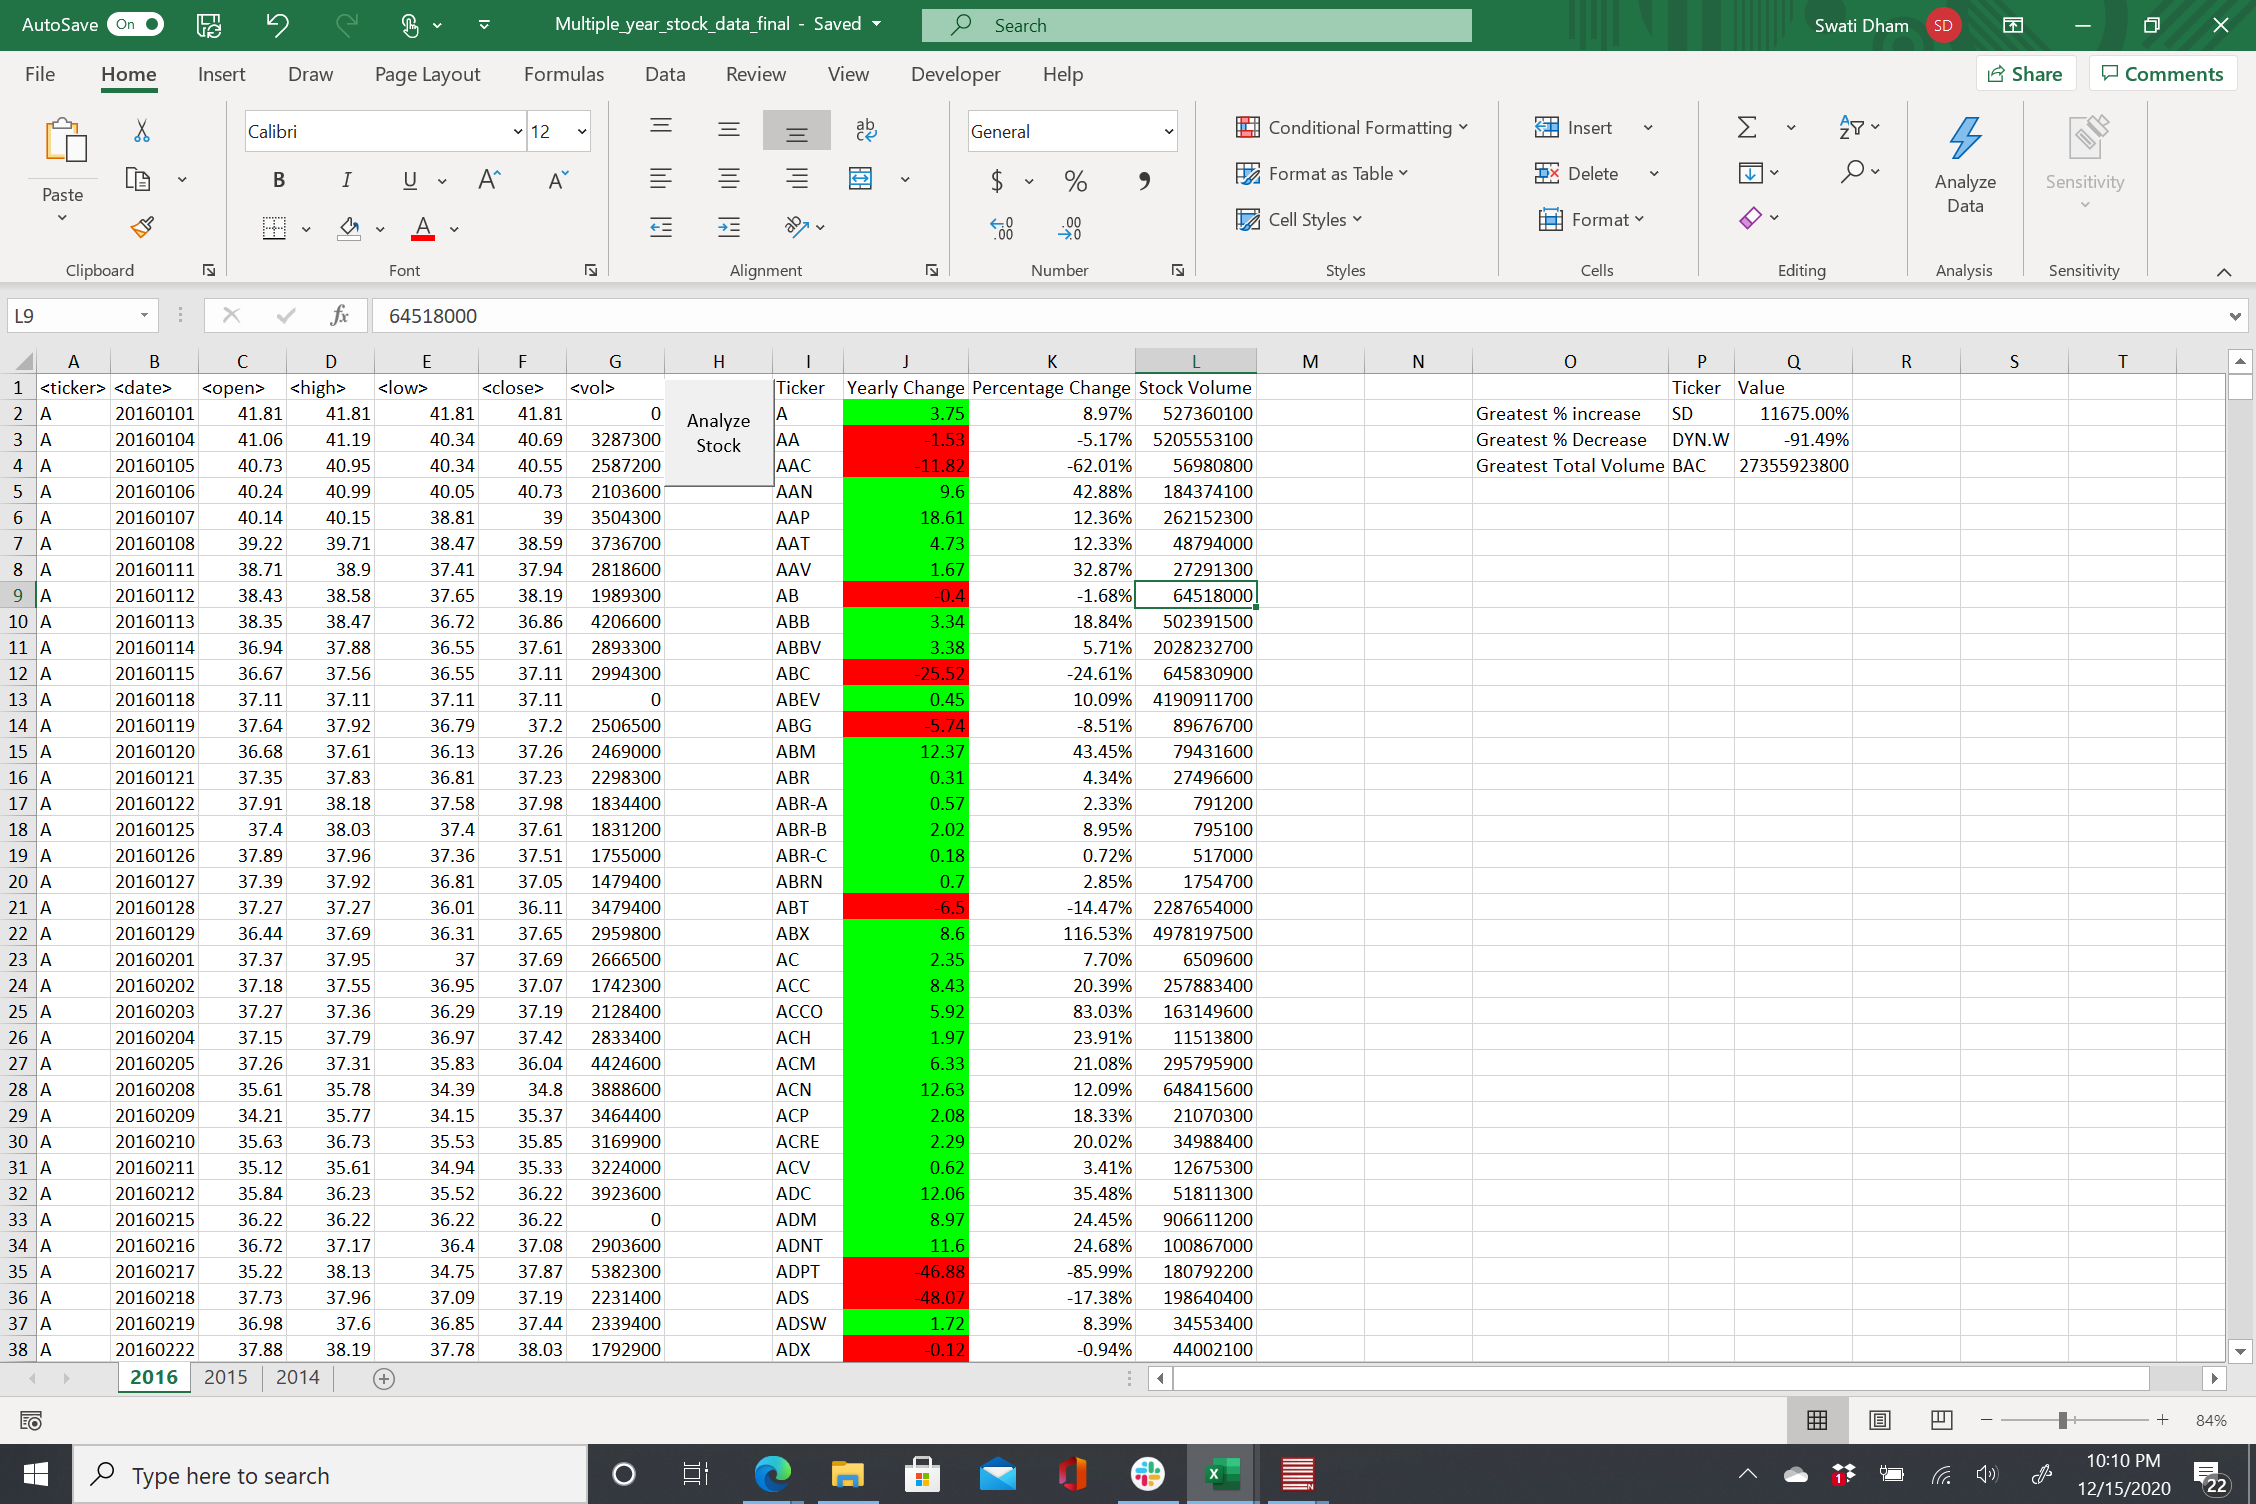 AutoSave On Multiple_year_stock_data_final - Saved Search Swati Dham SD
File Home Insert Draw Page Layout Formulas Data Review View Developer Help Share Comments
Paste
Clipboard
Calibri 12
B I U
Font
Alignment
General
$ % 
Number
Conditional Formatting
Format as Table
Cell Styles
Styles
Insert
Delete
Format
Cells
Editing
Analyze
Data
Analysis
Sensitivity
Sensitivity
L9 fx 64518000
A B C D E F G H I J K L M N O P Q R S T
1 <ticker> <date> <open> <high> <low> <close> <vol> Ticker Yearly Change Percentage Change Stock Volume Ticker Value
2 A 20160101 41.81 41.81 41.81 41.81 0 A 3.75 8.97% 527360100 Greatest % increase SD 11675.00%
Analyze
Stock
3 A 20160104 41.06 41.19 40.34 40.69 3287300 AA -1.53 -5.17% 5205553100 Greatest % Decrease DYN.W -91.49%
4 A 20160105 40.73 40.95 40.34 40.55 2587200 AAC -11.82 -62.01% 56980800 Greatest Total Volume BAC 27355923800
5 A 20160106 40.24 40.99 40.05 40.73 2103600 AAN 9.6 42.88% 184374100
6 A 20160107 40.14 40.15 38.81 39 3504300 AAP 18.61 12.36% 262152300
7 A 20160108 39.22 39.71 38.47 38.59 3736700 AAT 4.73 12.33% 48794000
8 A 20160111 38.71 38.9 37.41 37.94 2818600 AAV 1.67 32.87% 27291300
9 A 20160112 38.43 38.58 37.65 38.19 1989300 AB -0.4 -1.68% 64518000
10 A 20160113 38.35 38.47 36.72 36.86 4206600 ABB 3.34 18.84% 502391500
11 A 20160114 36.94 37.88 36.55 37.61 2893300 ABBV 3.38 5.71% 2028232700
12 A 20160115 36.67 37.56 36.55 37.11 2994300 ABC -25.52 -24.61% 645830900
13 A 20160118 37.11 37.11 37.11 37.11 0 ABEV 0.45 10.09% 4190911700
14 A 20160119 37.64 37.92 36.79 37.2 2506500 ABG -5.74 -8.51% 89676700
15 A 20160120 36.68 37.61 36.13 37.26 2469000 ABM 12.37 43.45% 79431600
16 A 20160121 37.35 37.83 36.81 37.23 2298300 ABR 0.31 4.34% 27496600
17 A 20160122 37.91 38.18 37.58 37.98 1834400 ABR-A 0.57 2.33% 791200
18 A 20160125 37.4 38.03 37.4 37.61 1831200 ABR-B 2.02 8.95% 795100
19 A 20160126 37.89 37.96 37.36 37.51 1755000 ABR-C 0.18 0.72% 517000
20 A 20160127 37.39 37.92 36.81 37.05 1479400 ABRN 0.7 2.85% 1754700
21 A 20160128 37.27 37.27 36.01 36.11 3479400 ABT -6.5 -14.47% 2287654000
22 A 20160129 36.44 37.69 36.31 37.65 2959800 ABX 8.6 116.53% 4978197500
23 A 20160201 37.37 37.95 37 37.69 2666500 AC 2.35 7.70% 6509600
24 A 20160202 37.18 37.55 36.95 37.07 1742300 ACC 8.43 20.39% 257883400
25 A 20160203 37.27 37.36 36.29 37.19 2128400 ACCO 5.92 83.03% 163149600
26 A 20160204 37.15 37.79 36.97 37.42 2833400 ACH 1.97 23.91% 11513800
27 A 20160205 37.26 37.31 35.83 36.04 4424600 ACM 6.33 21.08% 295795900
28 A 20160208 35.61 35.78 34.39 34.8 3888600 ACN 12.63 12.09% 648415600
29 A 20160209 34.21 35.77 34.15 35.37 3464400 ACP 2.08 18.33% 21070300
30 A 20160210 35.63 36.73 35.53 35.85 3169900 ACRE 2.29 20.02% 34988400
31 A 20160211 35.12 35.61 34.94 35.33 3224000 ACV 0.62 3.41% 12675300
32 A 20160212 35.84 36.23 35.52 36.22 3923600 ADC 12.06 35.48% 51811300
33 A 20160215 36.22 36.22 36.22 36.22 0 ADM 8.97 24.45% 906611200
34 A 20160216 36.72 37.17 36.4 37.08 2903600 ADNT 11.6 24.68% 100867000
35 A 20160217 35.22 38.13 34.75 37.87 5382300 ADPT -46.88 -85.99% 180792200
36 A 20160218 37.73 37.96 37.09 37.19 2231400 ADS -48.07 -17.38% 198640400
37 A 20160219 36.98 37.6 36.85 37.44 2339400 ADSW 1.72 8.39% 34553400
38 A 20160222 37.88 38.19 37.78 38.03 1792900 ADX -0.12 -0.94% 44002100
2016 2015 2014
84%
Type here to search
10:10 PM
12/15/2020
22